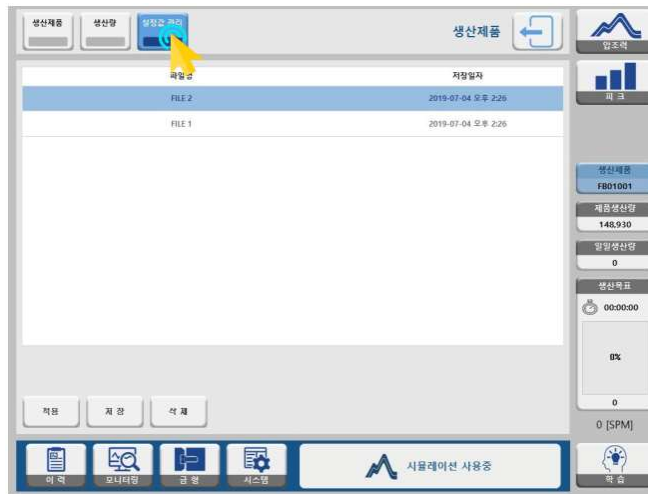 생산제품
생산량
설정값 관리
생산제품
압조력
파일명
저장일자
FILE 2
2019-07-04 오후 2:26
FILE 1
2019-07-04 오후 2:26
피크
생산제품
FB01001
제품생산량
148,930
일일생산량
0
생산목표
00:00:00
0%
0
0 [SPM]
적용
저장
삭제
이력
모니터링
금형
시스템
시뮬레이션 사용중
학습